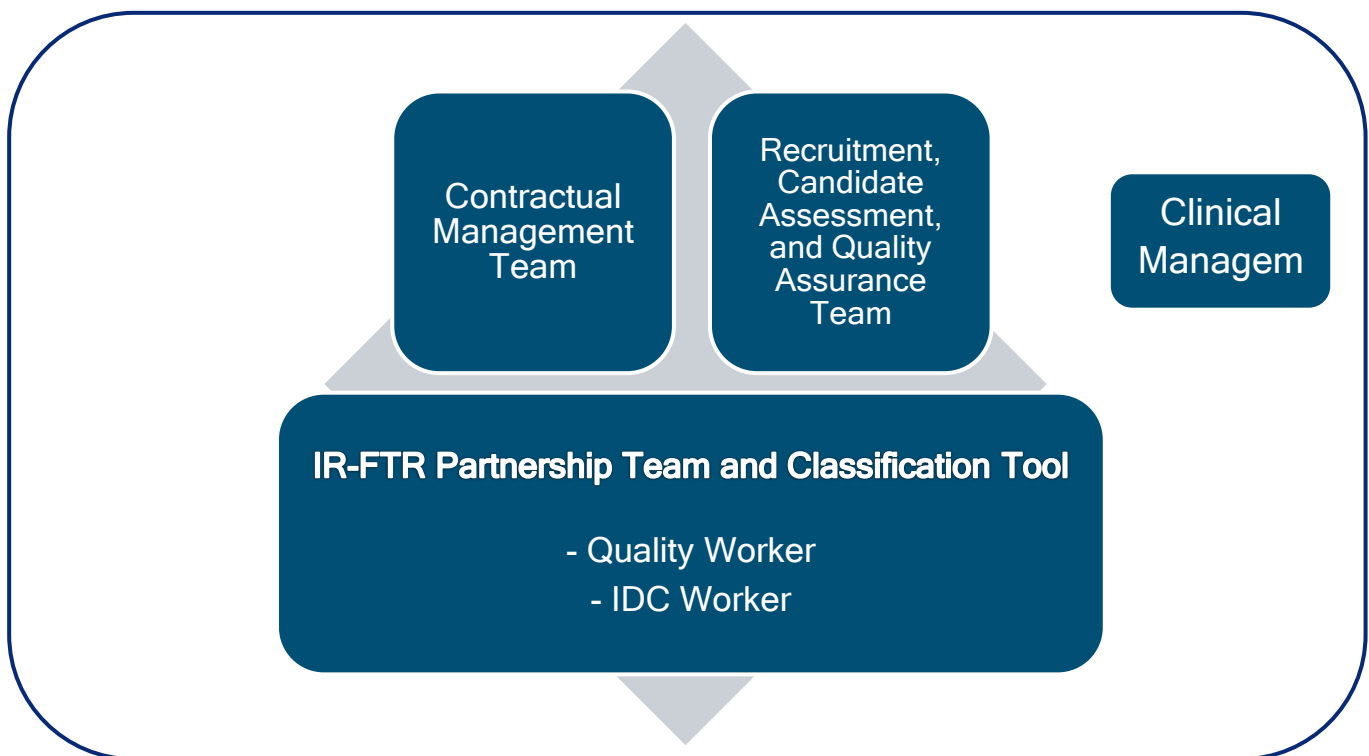 Contractual
Management
Team
Recruitment,
Candidate
Assessment,
and Quality
Assurance
Team
Clinical
Managem
IR-FTR Partnership Team and Classification Tool
- Quality Worker
- IDC Worker